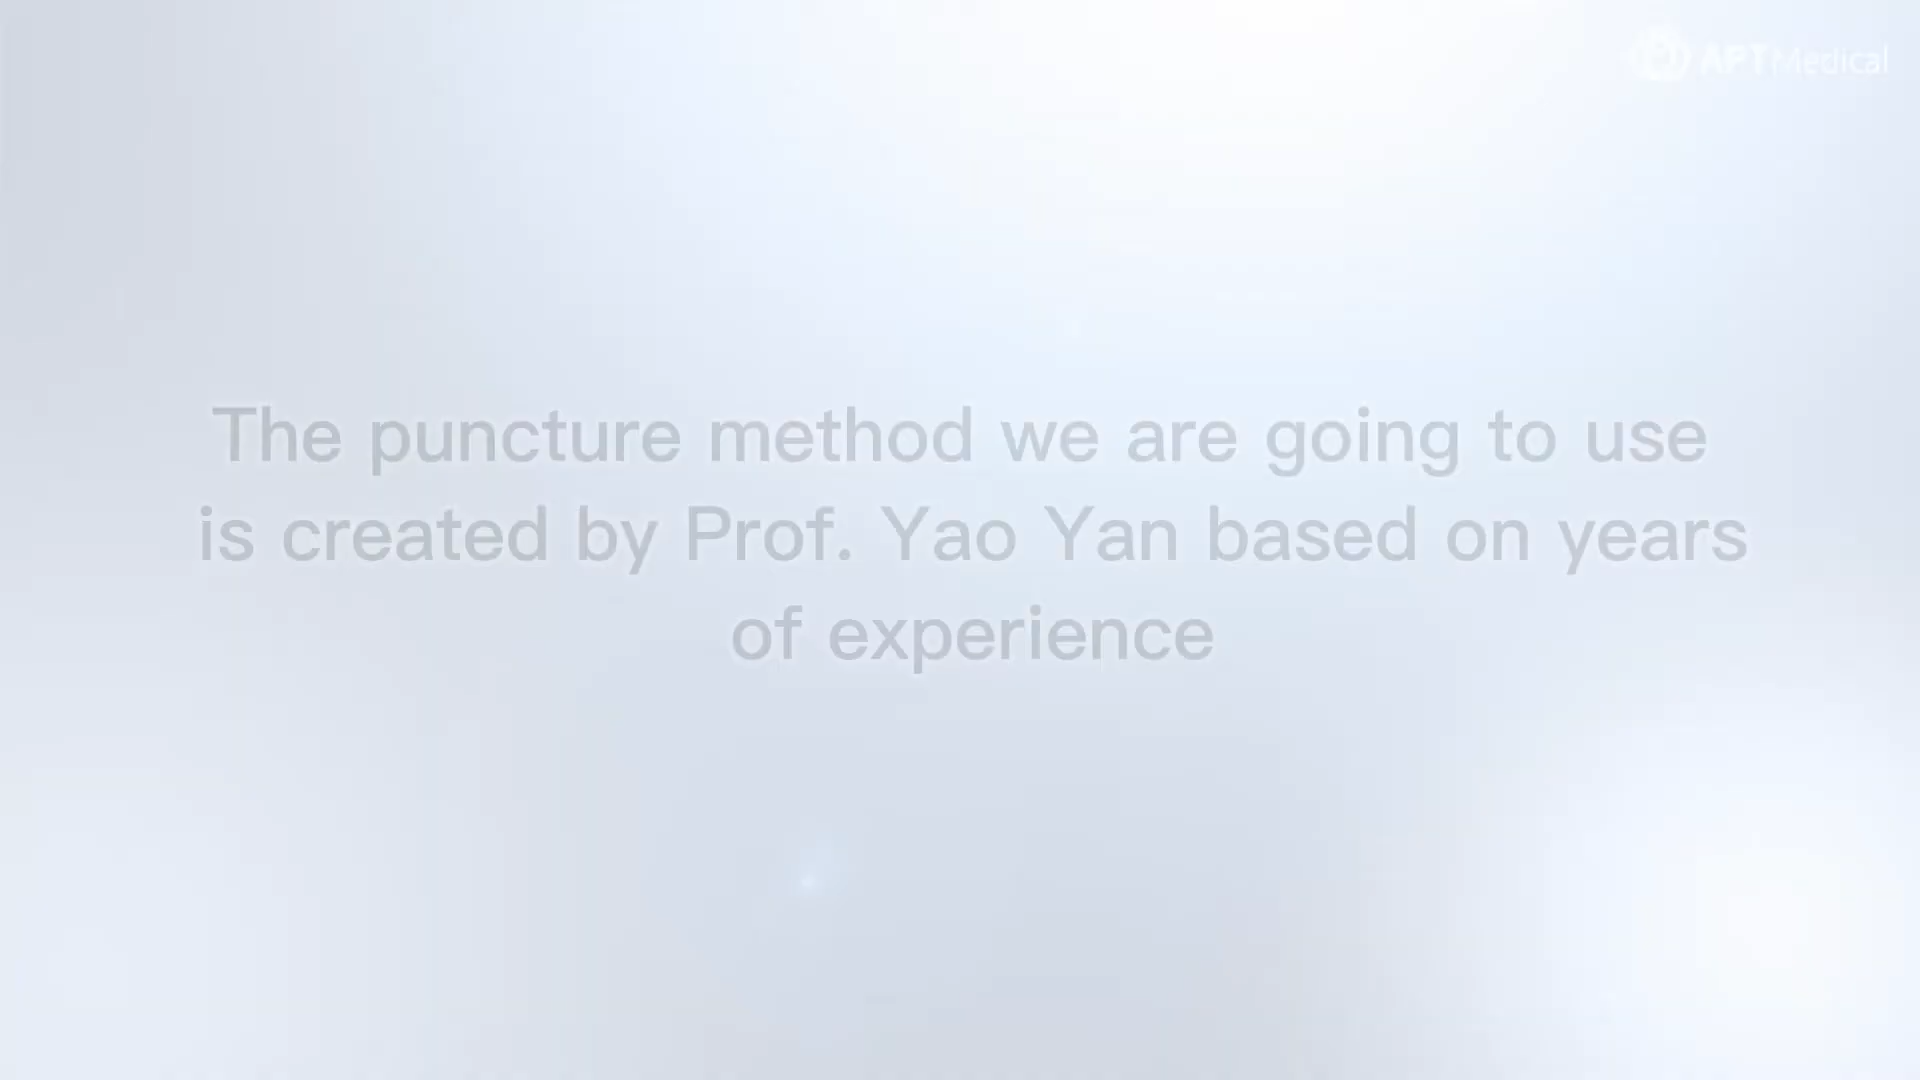 APT Medical
The puncture method we are going to use
is created by Prof. Yao Yan based on years
of experience